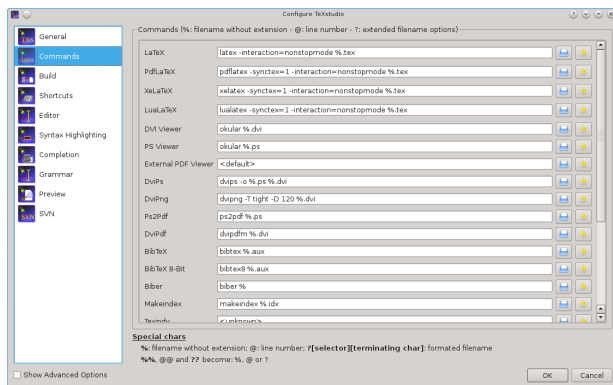 Configure TeXstudio
General
Commands
Build
Shortcuts
Editor
Syntax Highlighting
Completion
Grammar
Preview
SVN
Show Advanced Options
Commands (%: filename without extension - @: line number - ?: extended filename options)
LaTeX latex -interaction=nonstopmode %.tex
PdfLaTeX pdflatex -synctex=1 -interaction=nonstopmode %.tex
XeLaTeX xelatex -synctex=1 -interaction=nonstopmode %.tex
LuaLaTeX lualatex -synctex=1 -interaction=nonstopmode %.tex
DVI Viewer okular %.dvi
PS Viewer okular %.ps
External PDF Viewer <default>
DviPs dvips -o %.ps %.dvi
DviPng dvipng -T tight -D 120 %.dvi
Ps2Pdf ps2pdf %.ps
DviPdf dvipdfm %.dvi
BibTeX bibtex %.aux
BibTeX 8-Bit bibtex8 %.aux
Biber biber %
Makeindex makeindex %.idx
Texindy <unknown>
Special chars
%: filename without extension; @: line number; ?[selector][terminating char]: formated filename
%%, @@ and ?? become: %, @ or ?
OK Cancel